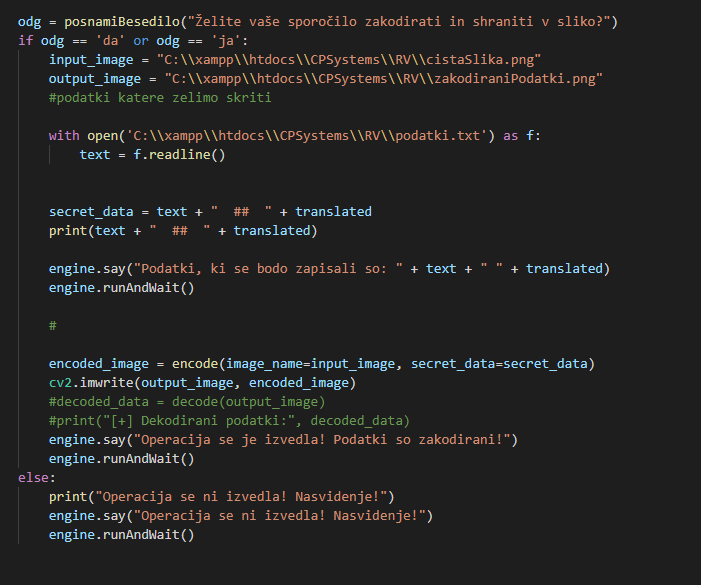 odg = posnamiBesedilo("Želite vaše sporočilo zakodirati in shraniti v sliko?")
if odg == 'da' or odg == 'ja':
    input_image = "C:\\xampp\\htdocs\\CPSystems\\RV\\cistaSlika.png"
    output_image = "C:\\xampp\\htdocs\\CPSystems\\RV\\zakodiraniPodatki.png"
    #podatki katere zelimo skriti
    with open('C:\\xampp\\htdocs\\CPSystems\\RV\\podatki.txt') as f:
        text = f.readline()
    secret_data = text + "  ##  " + translated
    print(text + "  ##  " + translated)
    engine.say("Podatki, ki se bodo zapisali so: " + text + " " + translated)
    engine.runAndWait()
    #
    encoded_image = encode(image_name=input_image, secret_data=secret_data)
    cv2.imwrite(output_image, encoded_image)
    #decoded_data = decode(output_image)
    #print("[+] Dekodirani podatki:", decoded_data)
    engine.say("Operacija se je izvedla! Podatki so zakodirani!")
    engine.runAndWait()
else:
    print("Operacija se ni izvedla! Nasvidenje!")
    engine.say("Operacija se ni izvedla! Nasvidenje!")
    engine.runAndWait()